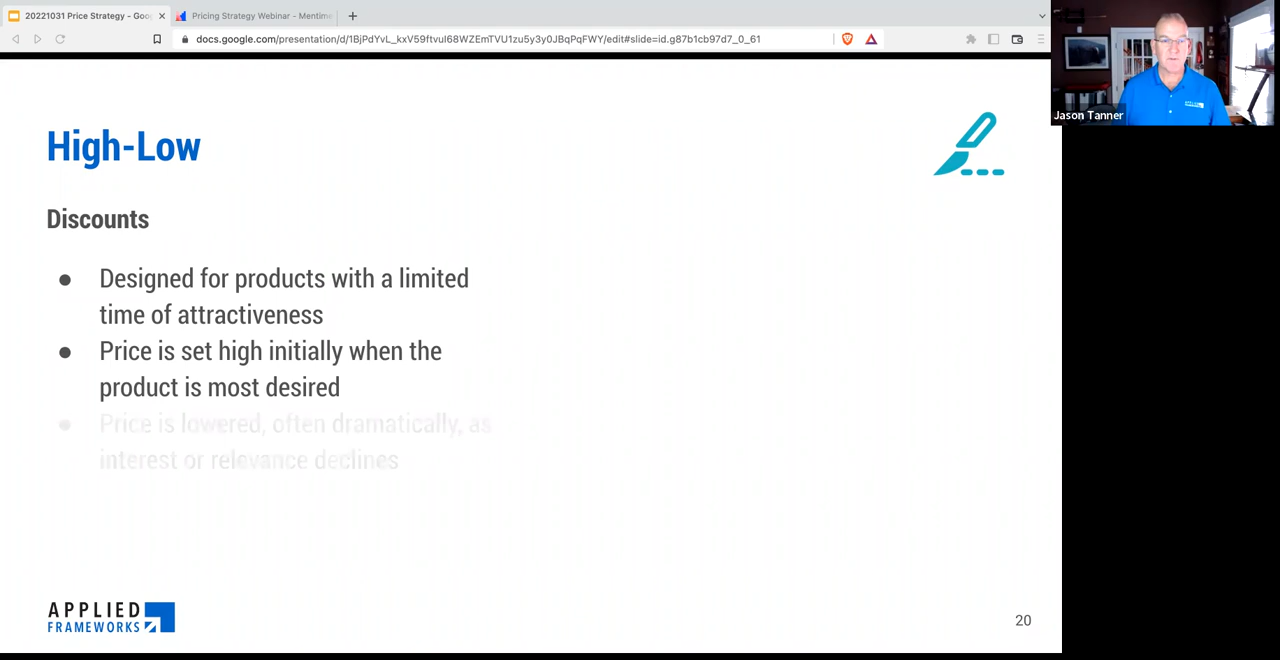 20221031 Price Strategy - Goo
Pricing Strategy Webinar - Mentime
docs.google.com/presentation/d/1BjPdYvL_kxV59ftvuI68WZEmTVU1zu5y3y0JBqPqFWY/edit#slide=id.g87b1cb97d7_0_61
Jason Tanner
High-Low
Discounts
● Designed for products with a limited
time of attractiveness
● Price is set high initially when the
product is most desired
● Price is lowered, often dramatically, as
interest or relevance declines
APPLIED
FRAMEWORKS
20